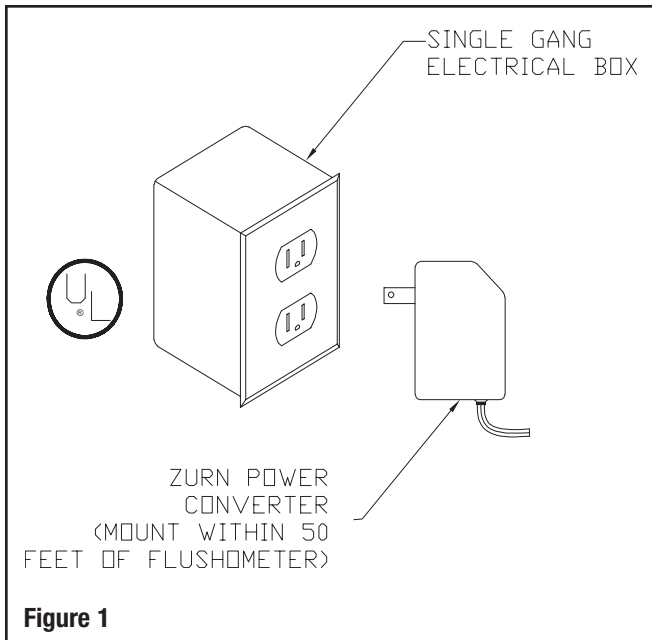 SINGLE GANG
ELECTRICAL BOX
UL
®
ZURN POWER
CONVERTER
(MOUNT WITHIN 50
FEET OF FLUSHOMETER)
Figure 1